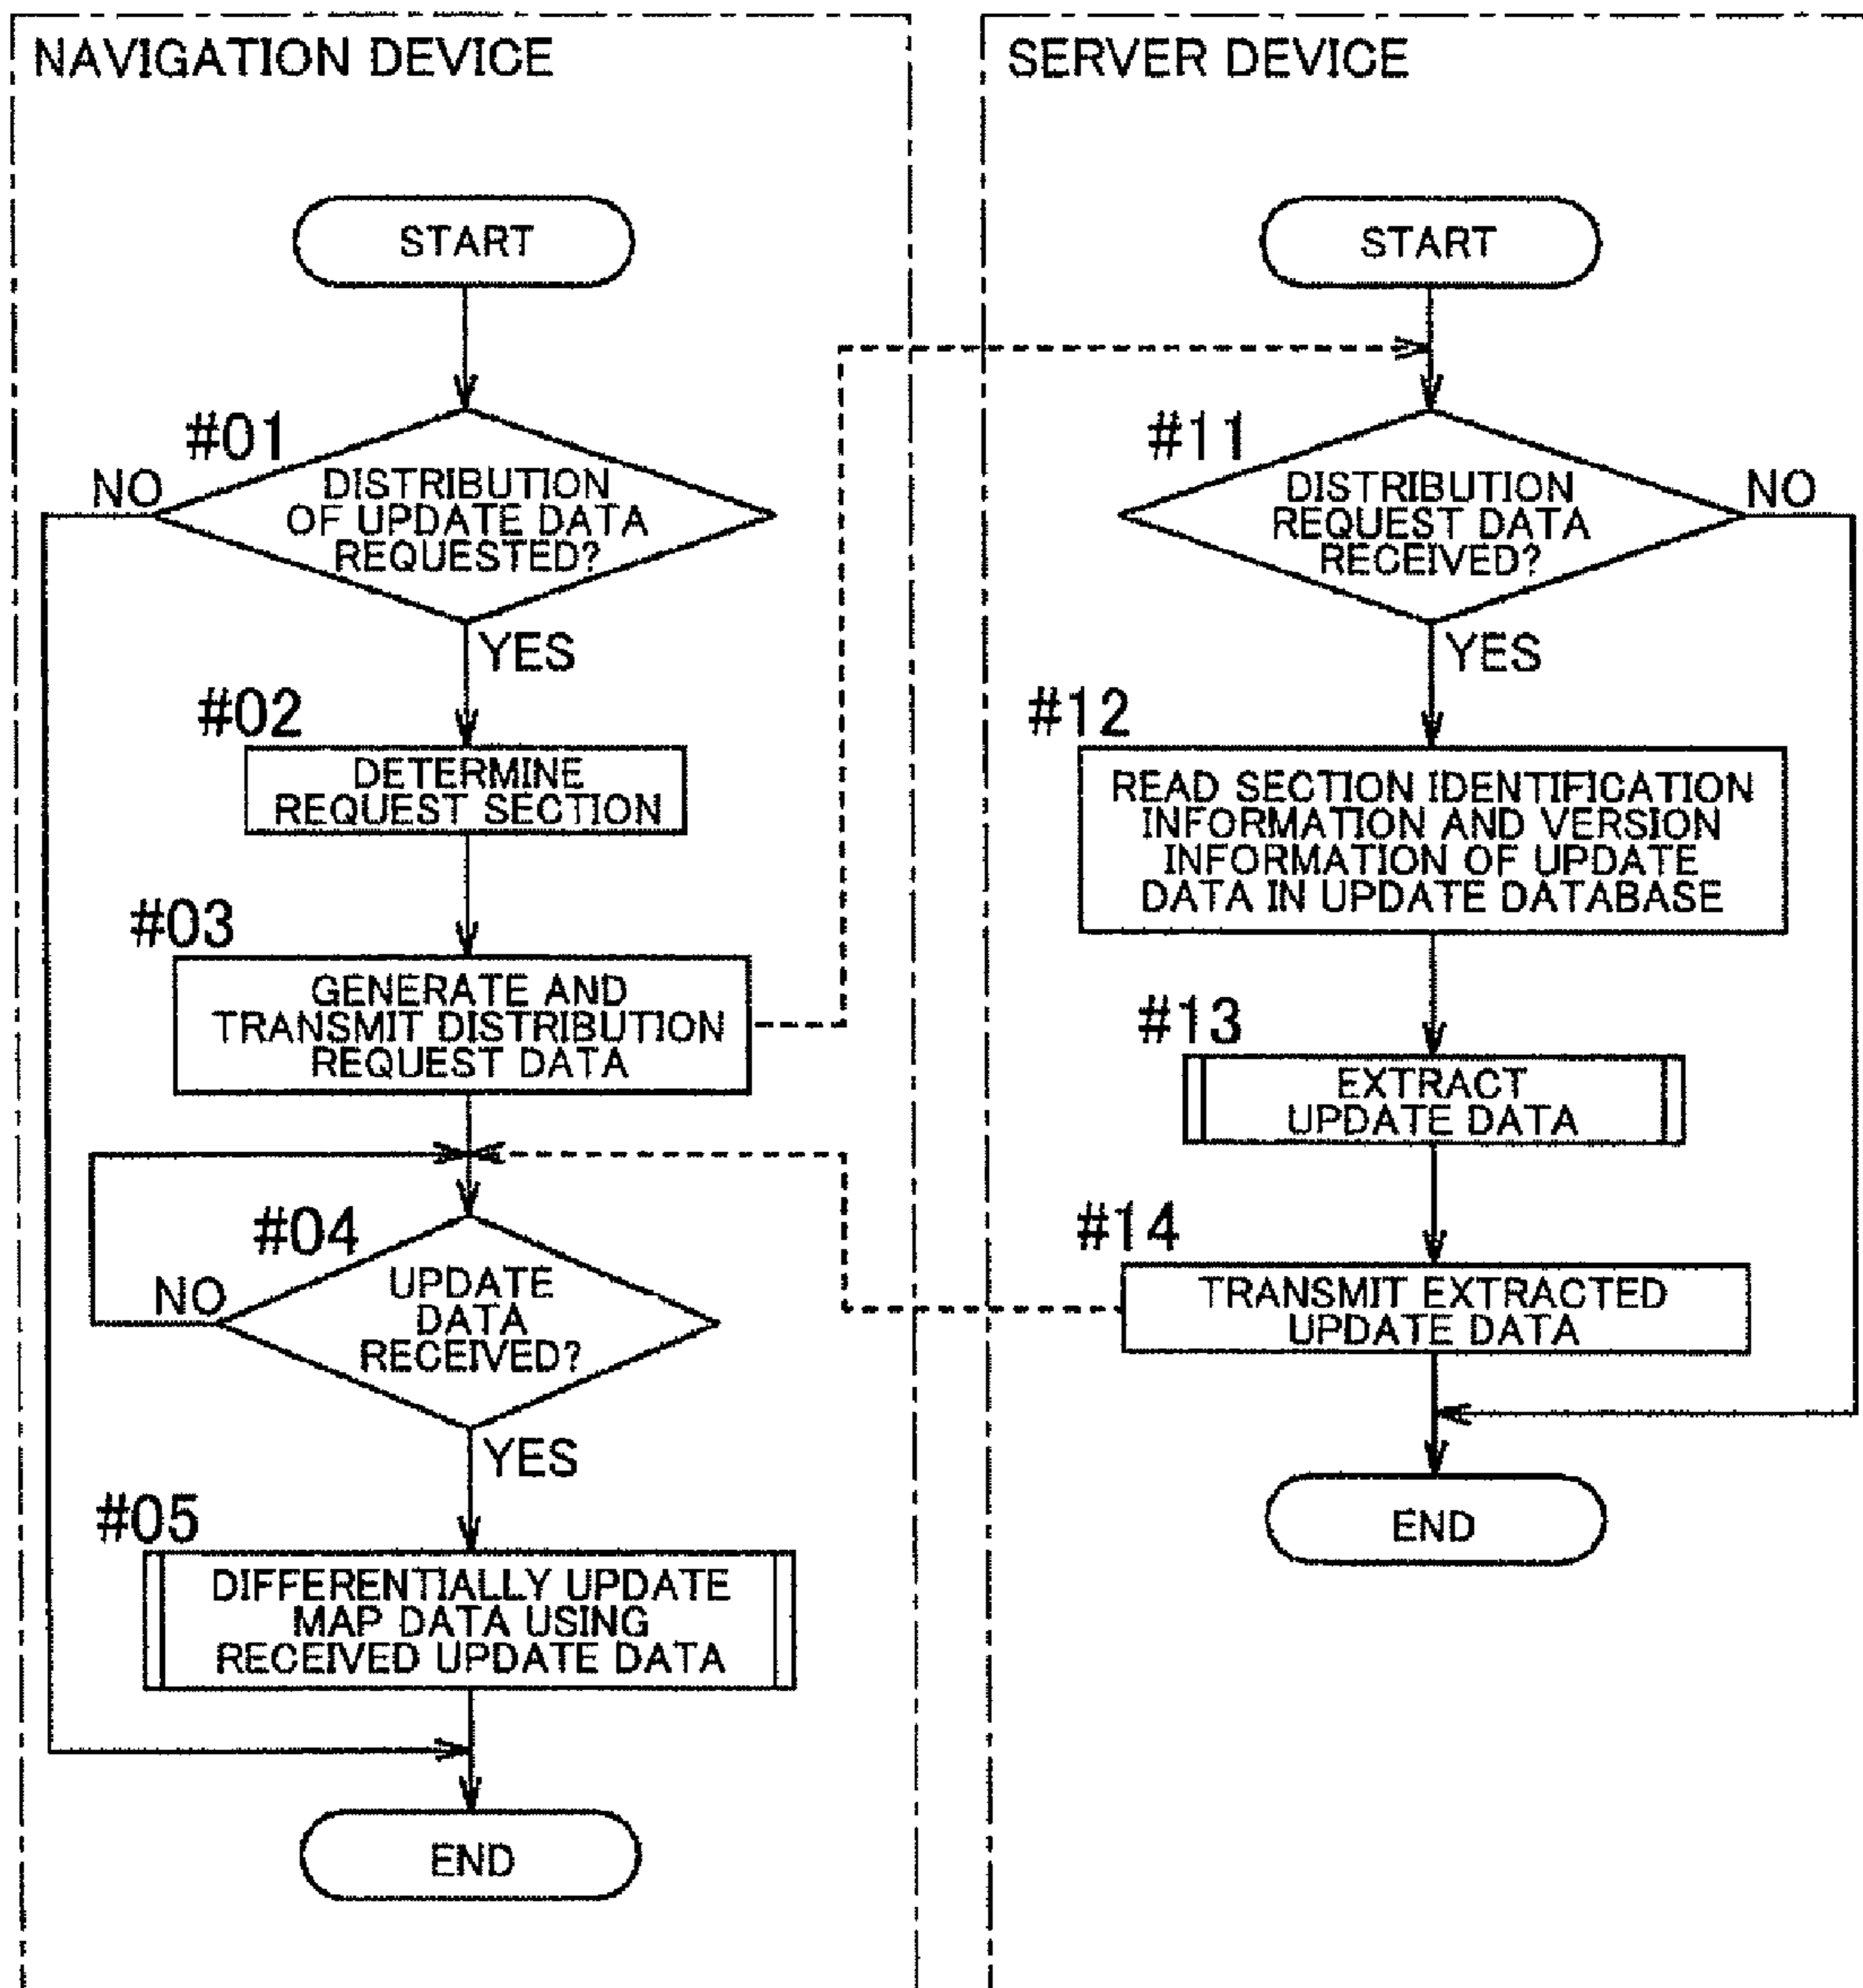 NAVIGATION DEVICE
START
#01
NO
DISTRIBUTION
OF UPDATE DATA
REQUESTED?
YES
#02
DETERMINE
REQUEST SECTION
#03
GENERATE AND
TRANSMIT DISTRIBUTION
REQUEST DATA
#04
NO
UPDATE
DATA
RECEIVED?
YES
#05
DIFFERENTIALLY UPDATE
MAP DATA USING
RECEIVED UPDATE DATA
END
SERVER DEVICE
START
#11
DISTRIBUTION
REQUEST DATA
RECEIVED?
NO
YES
#12
READ SECTION IDENTIFICATION
INFORMATION AND VERSION
INFORMATION OF UPDATE
DATA IN UPDATE DATABASE
#13
EXTRACT
UPDATE DATA
#14
TRANSMIT EXTRACTED
UPDATE DATA
END